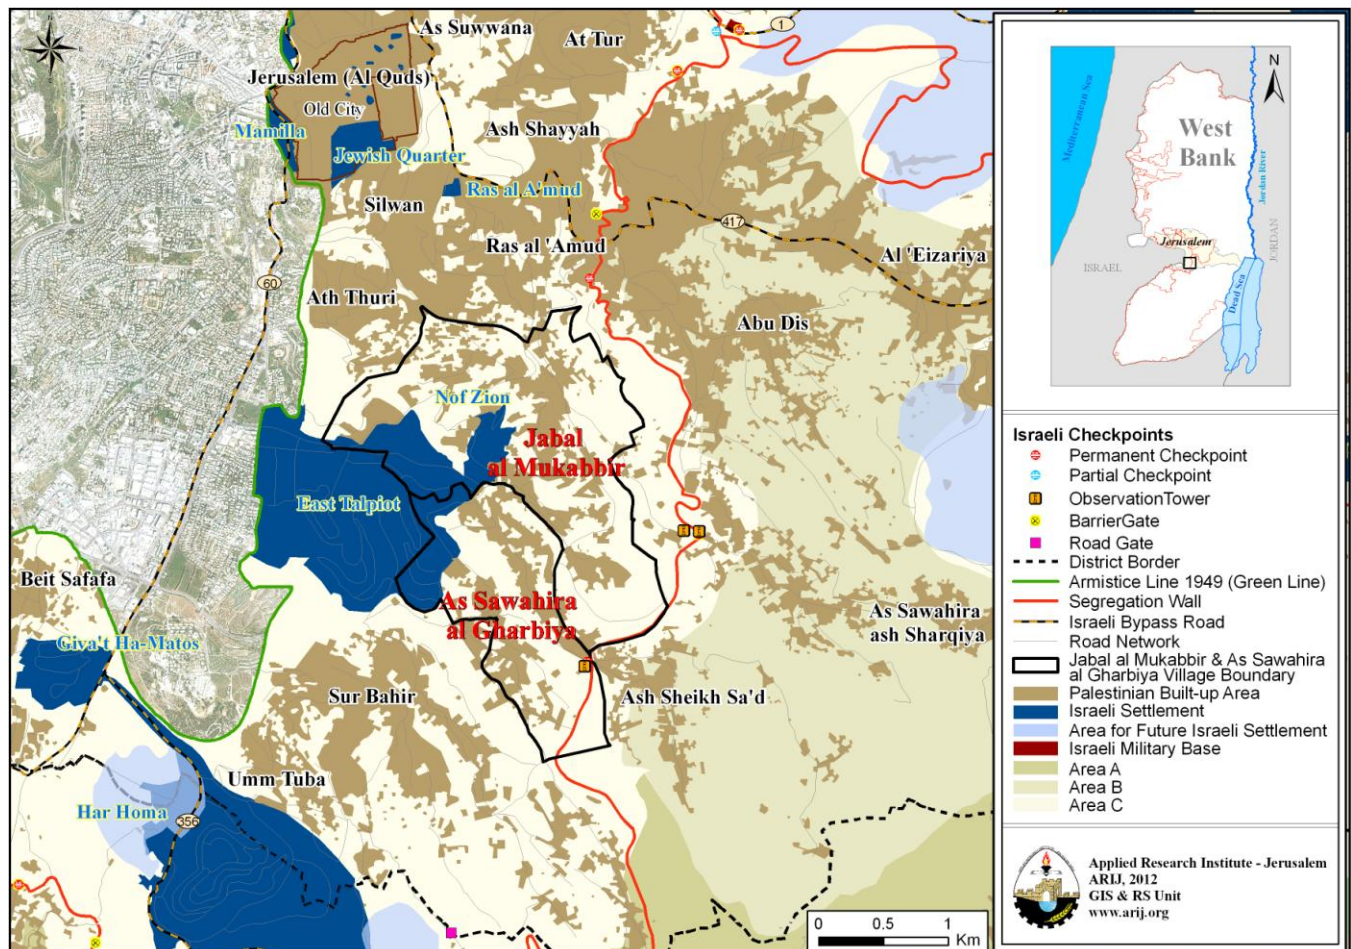 As Suwwana
At Tur
1
Jerusalem (Al Quds)
Old City
Mamilla
Ash Shayyah
Jewish Quarter
Ras al A'mud
Silwan
417
Ras al 'Amud
Al 'Eizariya
60
Ath Thuri
Abu Dis
Nof Zion
Jabal
al Mukabbir
East Talpiot
Beit Safafa
As Sawahira
al Gharbiya
As Sawahira
ash Sharqiya
Giva't Ha-Matos
Sur Bahir
Ash Sheikh Sa'd
Umm Tuba
Har Homa
356
0 0.5 1
Km
N
Mediterranean Sea
West
Bank
Jordan River
Jerusalem
ISRAEL
JORDAN
Dead Sea
Israeli Checkpoints
Permanent Checkpoint
Partial Checkpoint
ObservationTower
BarrierGate
Road Gate
District Border
Armistice Line 1949 (Green Line)
Segregation Wall
Israeli Bypass Road
Road Network
Jabal al Mukabbir & As Sawahira
al Gharbiya Village Boundary
Palestinian Built-up Area
Israeli Settlement
Area for Future Israeli Settlement
Israeli Military Base
Area A
Area B
Area C
Applied Research Institute - Jerusalem
ARIJ, 2012
GIS & RS Unit
www.arij.org